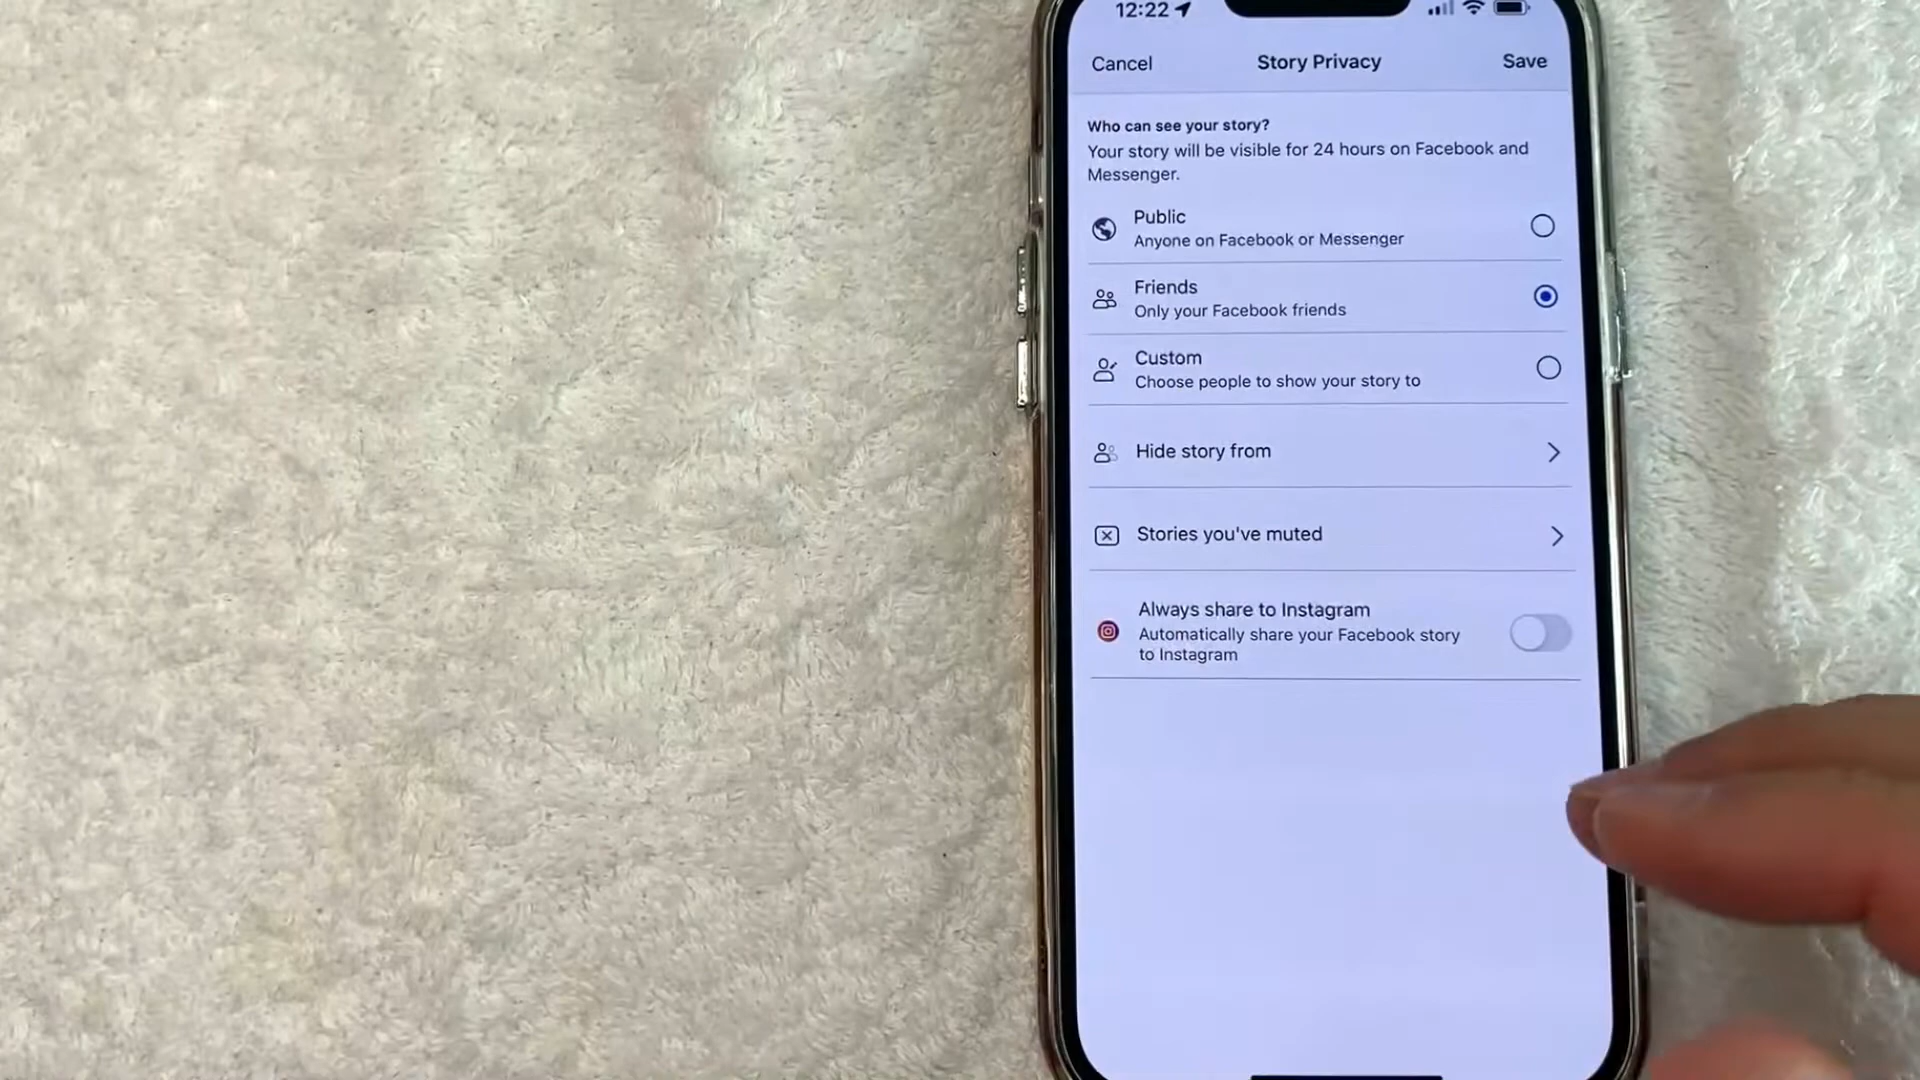 12:22
Cancel
Story Privacy
Save
Who can see your story?
Your story will be visible for 24 hours on Facebook and
Messenger.
Public
Anyone on Facebook or Messenger
Friends
Only your Facebook friends
Custom
Choose people to show your story to
Hide story from
Stories you've muted
Always share to Instagram
Automatically share your Facebook story
to Instagram